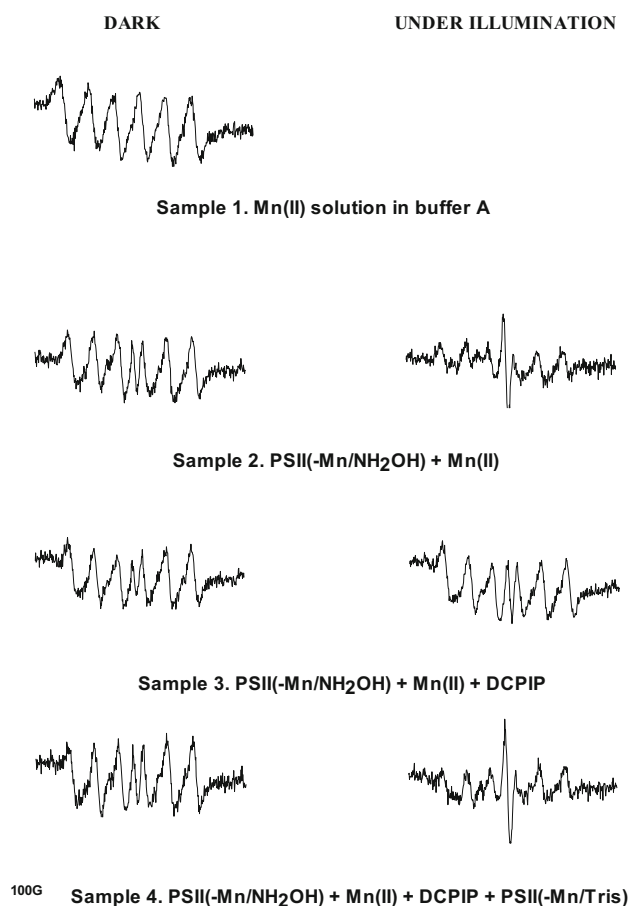 DARK UNDER ILLUMINATION
Sample 1. Mn(II) solution in buffer A
Sample 2. PSII(-Mn/NH2OH) + Mn(II)
Sample 3. PSII(-Mn/NH2OH) + Mn(II) + DCPIP
100G Sample 4. PSII(-Mn/NH2OH) + Mn(II) + DCPIP + PSII(-Mn/Tris)